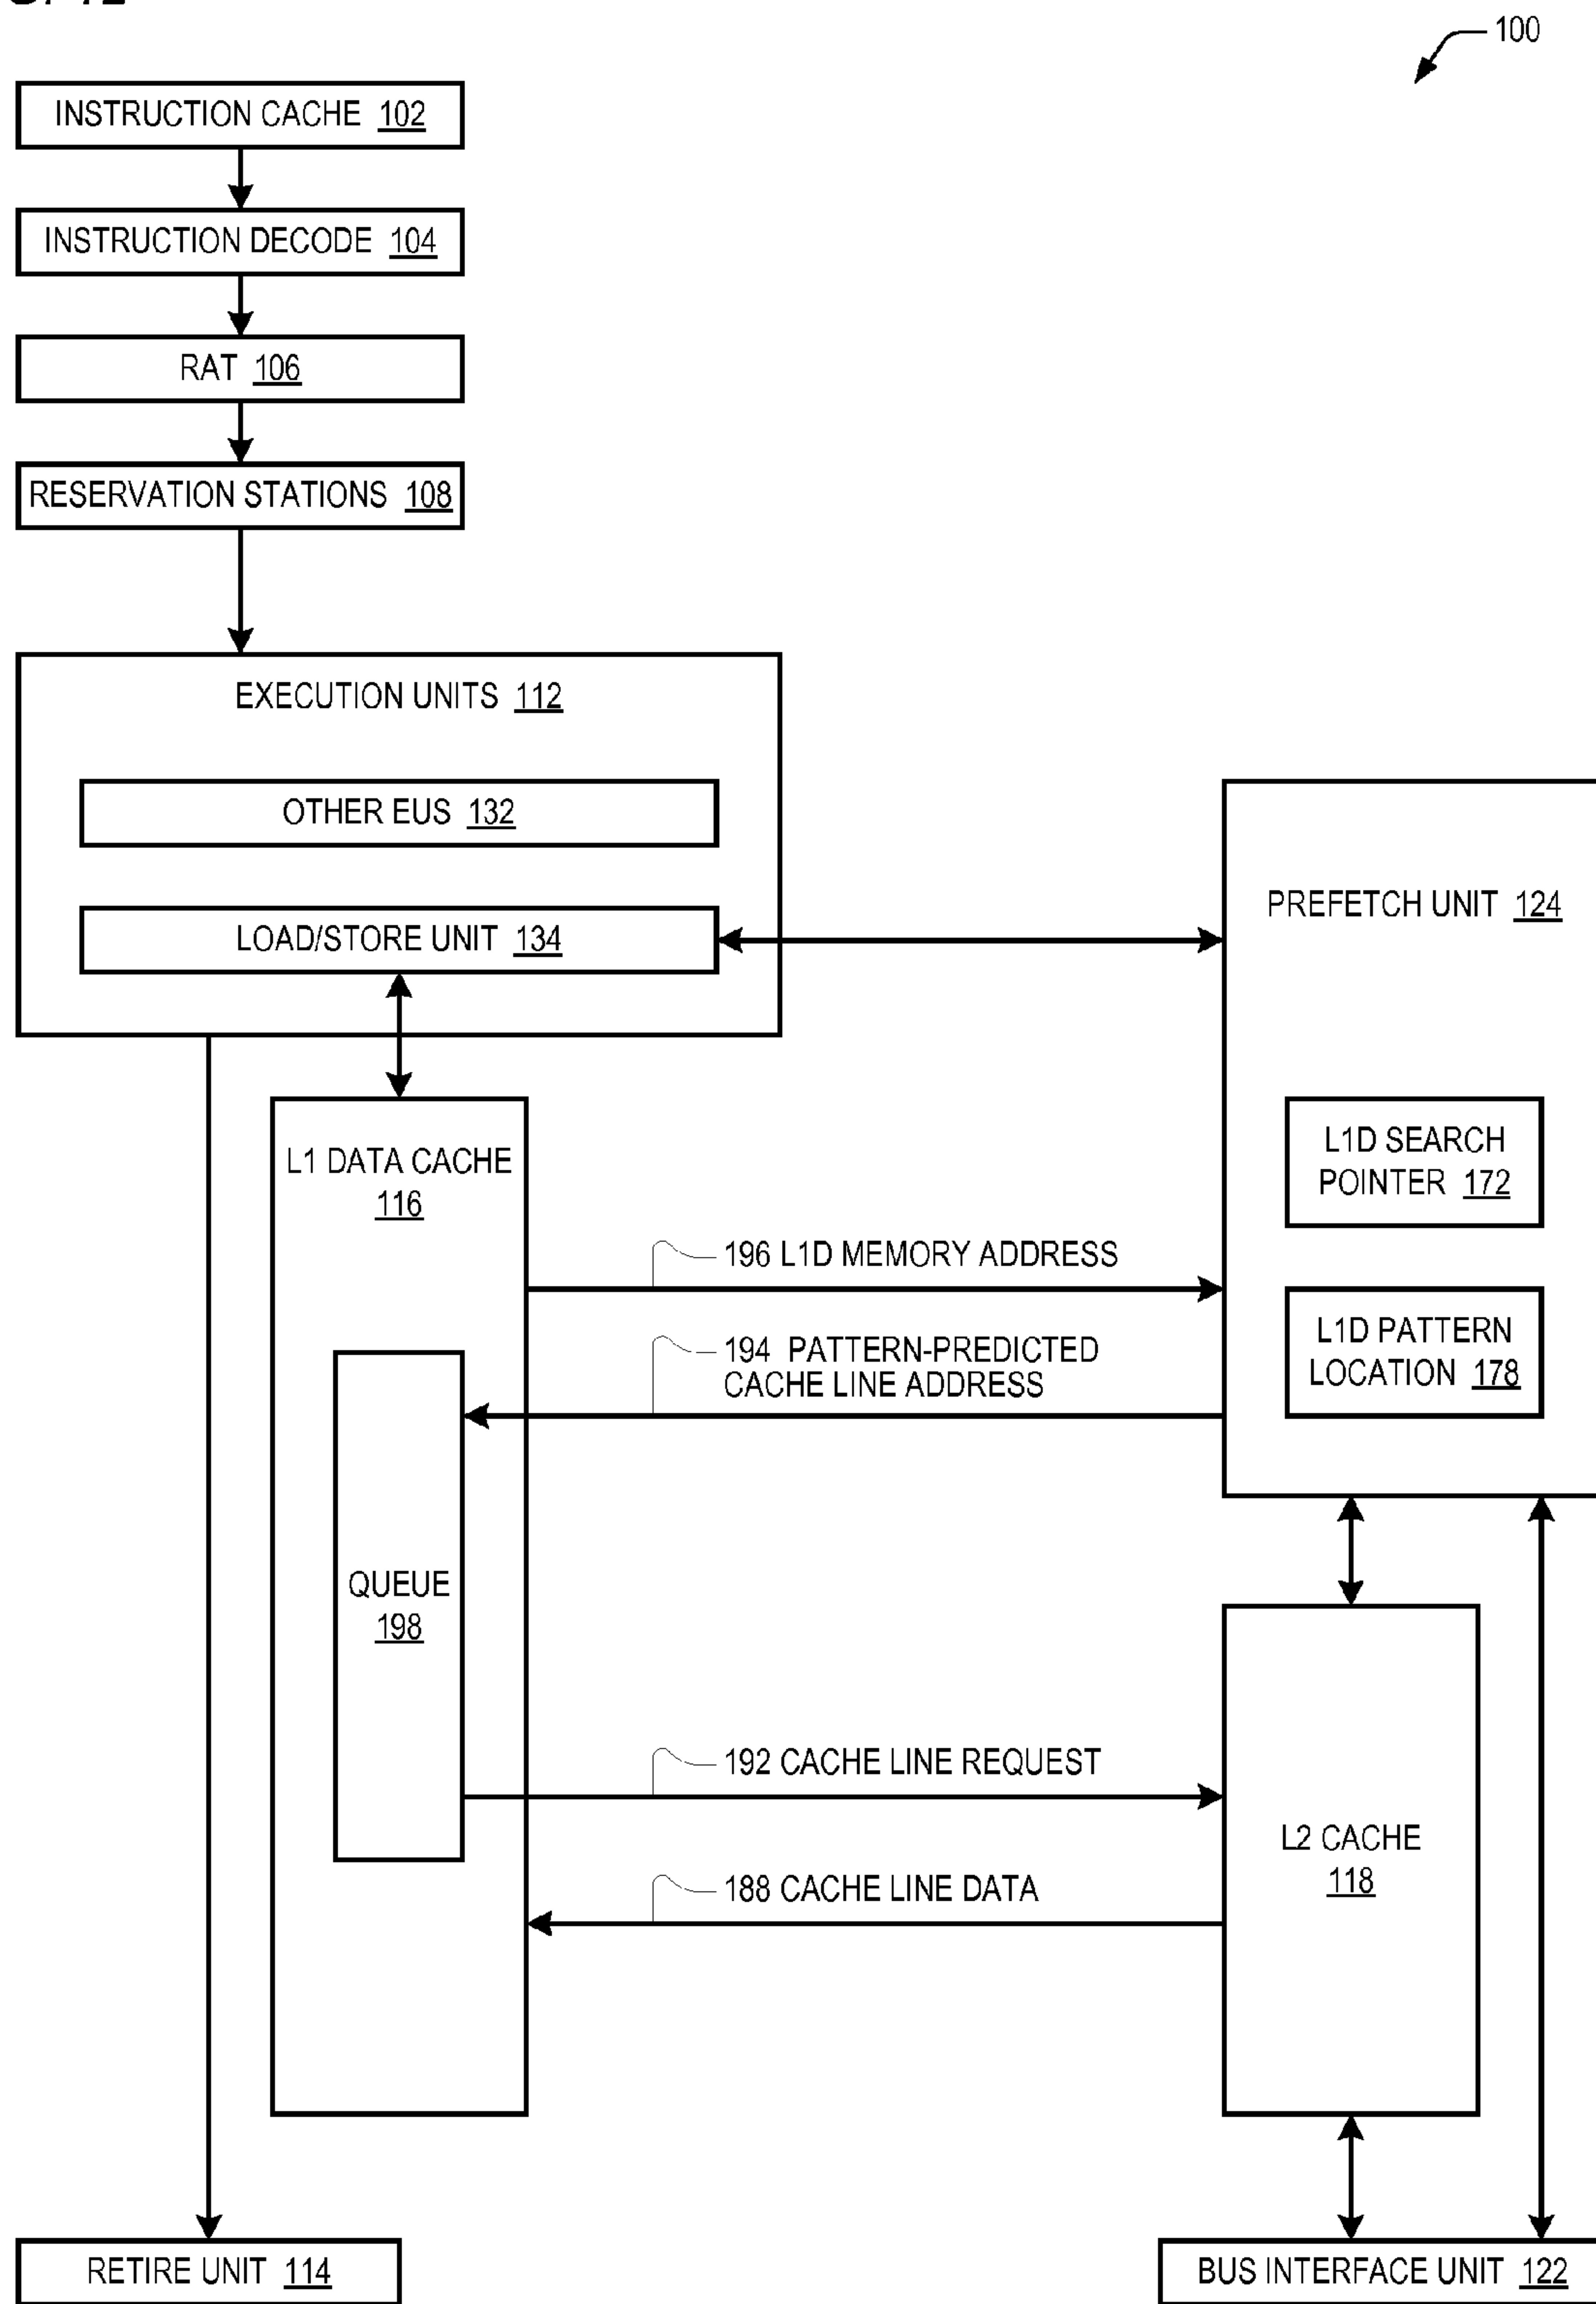 100
INSTRUCTION CACHE 102
INSTRUCTION DECODE 104
RAT 106
RESERVATION STATIONS 108
EXECUTION UNITS 112
OTHER EUS 132
LOAD/STORE UNIT 134
PREFETCH UNIT 124
L1D SEARCH
POINTER 172
L1D PATTERN
LOCATION 178
L1 DATA CACHE
116
196 L1D MEMORY ADDRESS
194 PATTERN-PREDICTED
CACHE LINE ADDRESS
QUEUE
198
192 CACHE LINE REQUEST
188 CACHE LINE DATA
L2 CACHE
118
RETIRE UNIT 114
BUS INTERFACE UNIT 122